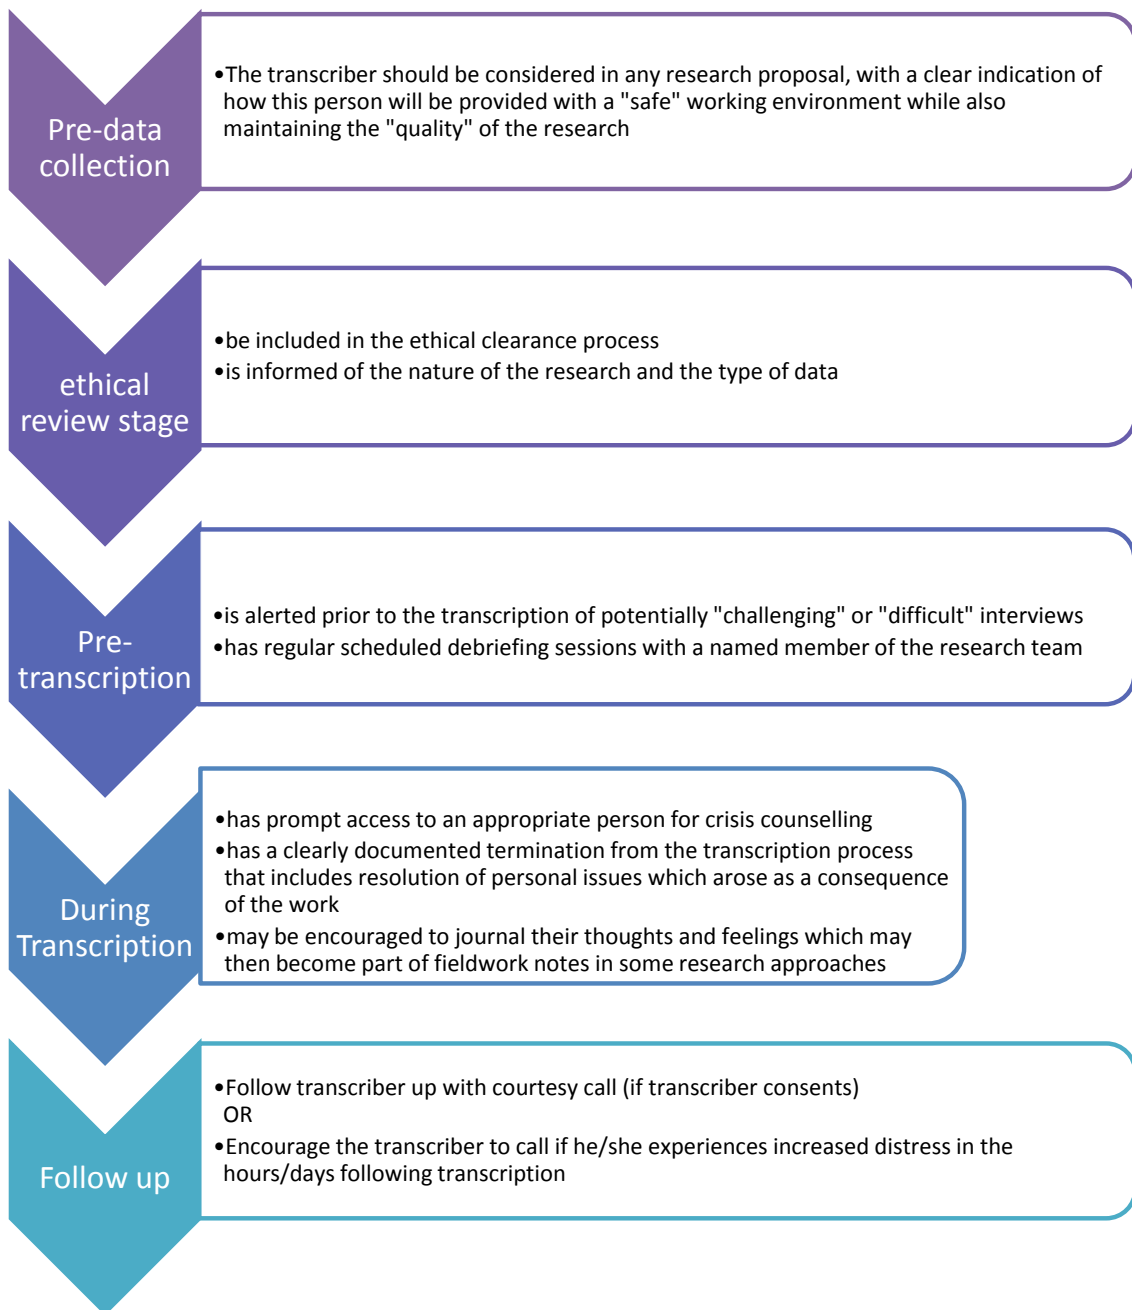 Pre-data
collection
•The transcriber should be considered in any research proposal, with a clear indication of
how this person will be provided with a "safe" working environment while also
maintaining the "quality" of the research
ethical
review stage
•be included in the ethical clearance process
•is informed of the nature of the research and the type of data
Pre-
transcription
•is alerted prior to the transcription of potentially "challenging" or "difficult" interviews
•has regular scheduled debriefing sessions with a named member of the research team
During
Transcription
•has prompt access to an appropriate person for crisis counselling
•has a clearly documented termination from the transcription process
that includes resolution of personal issues which arose as a consequence
of the work
•may be encouraged to journal their thoughts and feelings which may
then become part of fieldwork notes in some research approaches
Follow up
•Follow transcriber up with courtesy call (if transcriber consents)
OR
•Encourage the transcriber to call if he/she experiences increased distress in the
hours/days following transcription